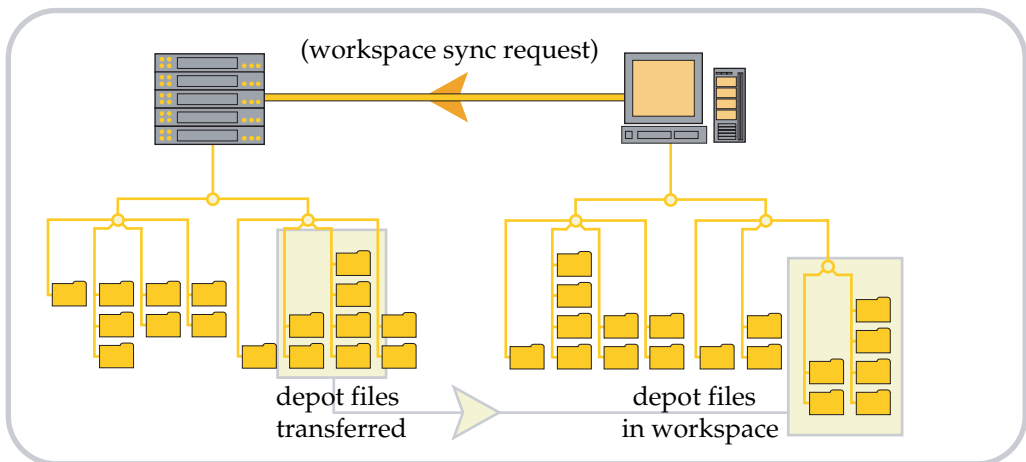 (workspace sync request)
depot files
transferred
depot files
in workspace